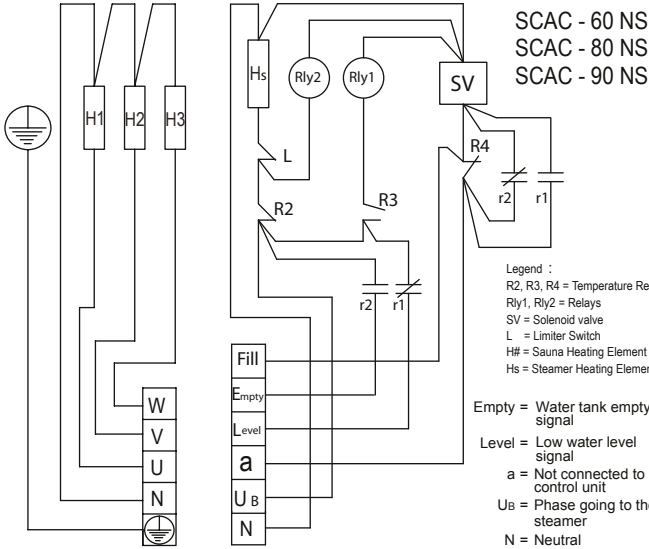 SCAC - 60 NS
SCAC - 80 NS
SCAC - 90 NS
H1
H2
H3
Hs
Rly2
Rly1
SV
L
R4
R2
R3
r2
r1
r2
r1
Legend :
R2, R3, R4 = Temperature Re
Rly1, Rly2 = Relays
SV = Solenoid valve
L = Limiter Switch
H# = Sauna Heating Element
Hs = Steamer Heating Eleme
Fill
Empty
Level
a
UB
N
W
V
U
N
Empty = Water tank empty
signal
Level = Low water level
signal
a = Not connected to
control unit
UB = Phase going to the
steamer
N = Neutral